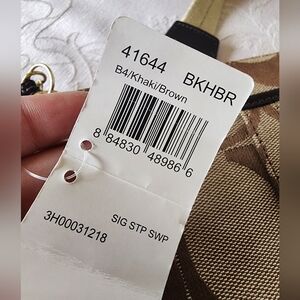 41644 BKHBR
B4/Khaki/Brown
8 84830 48986 6
SIG STP SWP
3H00031218